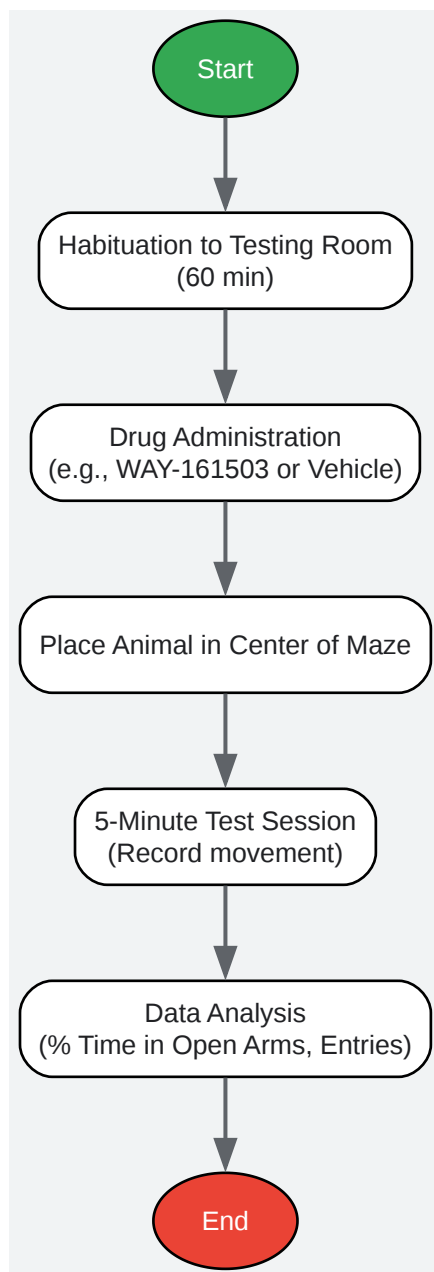 Start
Habituation to Testing Room
(60 min)
Drug Administration
(e.g., WAY-161503 or Vehicle)
Place Animal in Center of Maze
5-Minute Test Session
(Record movement)
Data Analysis
(% Time in Open Arms, Entries)
End